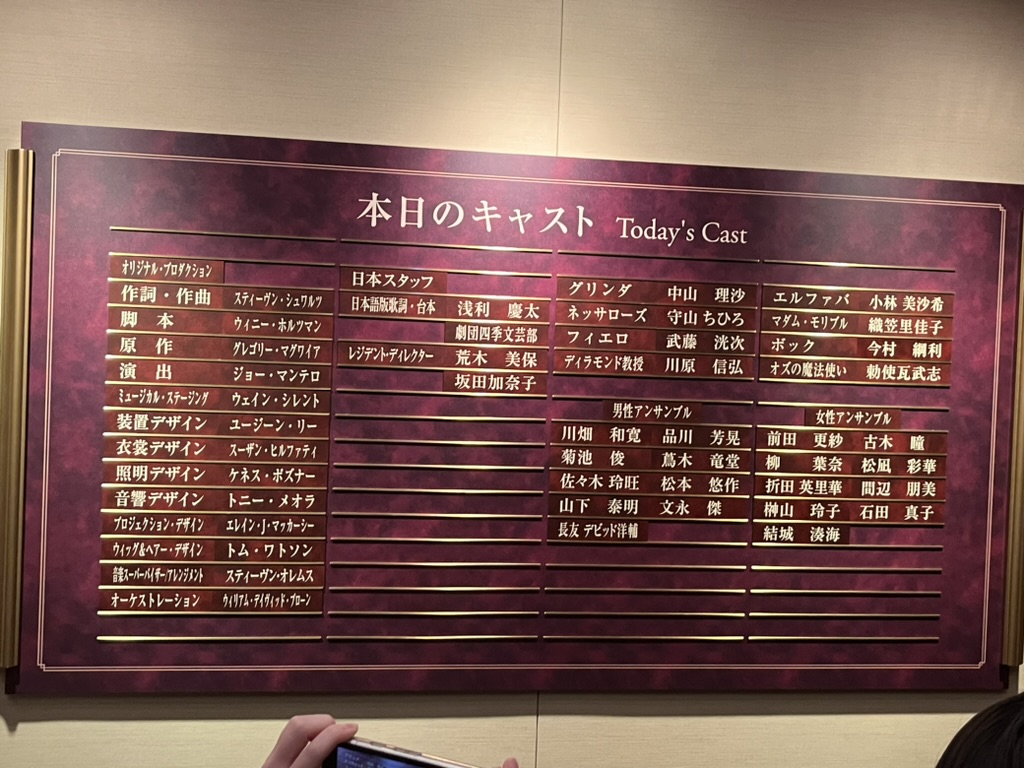 本日のキャスト Today's Cast
オリジナル・プロダクション
作詞・作曲 スティーヴン・シュワルツ
脚本 ウィニー・ホルツマン
原作 グレゴリー・マグワイア
演出 ジョー・マンテロ
ミュージカル・ステージング ウェイン・シレント
装置デザイン ユージーン・リー
衣裳デザイン スーザン・ヒルファティ
照明デザイン ケネス・ポズナー
音響デザイン トニー・メオラ
プロジェクション・デザイン エレイン・J・マッカーシー
ウィッグ&ヘアー・デザイン トム・ワトソン
音楽スーパーバイザー/アレンジメント スティーヴン・オレムス
オーケストレーション ウィリアム・デイヴィッド・ブローン
日本スタッフ
日本語版歌詞・台本 浅利 慶太
劇団四季文芸部
レジデント・ディレクター 荒木 美保
坂田加奈子
グリンダ 中山 理沙
ネッサローズ 守山ちひろ
フィエロ 武藤 洸次
ディラモンド教授 川原 信弘
男性アンサンブル
川畑 和寛 品川 芳晃
菊池 俊 蔦木 竜堂
佐々木 玲旺 松本 悠作
山下 泰明 文永 傑
長友 デビッド洋輔
エルファバ 小林 美沙希
マダム・モリブル 織笠里佳子
ボック 今村 綱利
オズの魔法使い 勅使瓦武志
女性アンサンブル
前田 更紗 古木 瞳
柳 葉奈 松凪 彩華
折田 英里華 間辺 朋美
榊山 玲子 石田 真子
結城 湊海